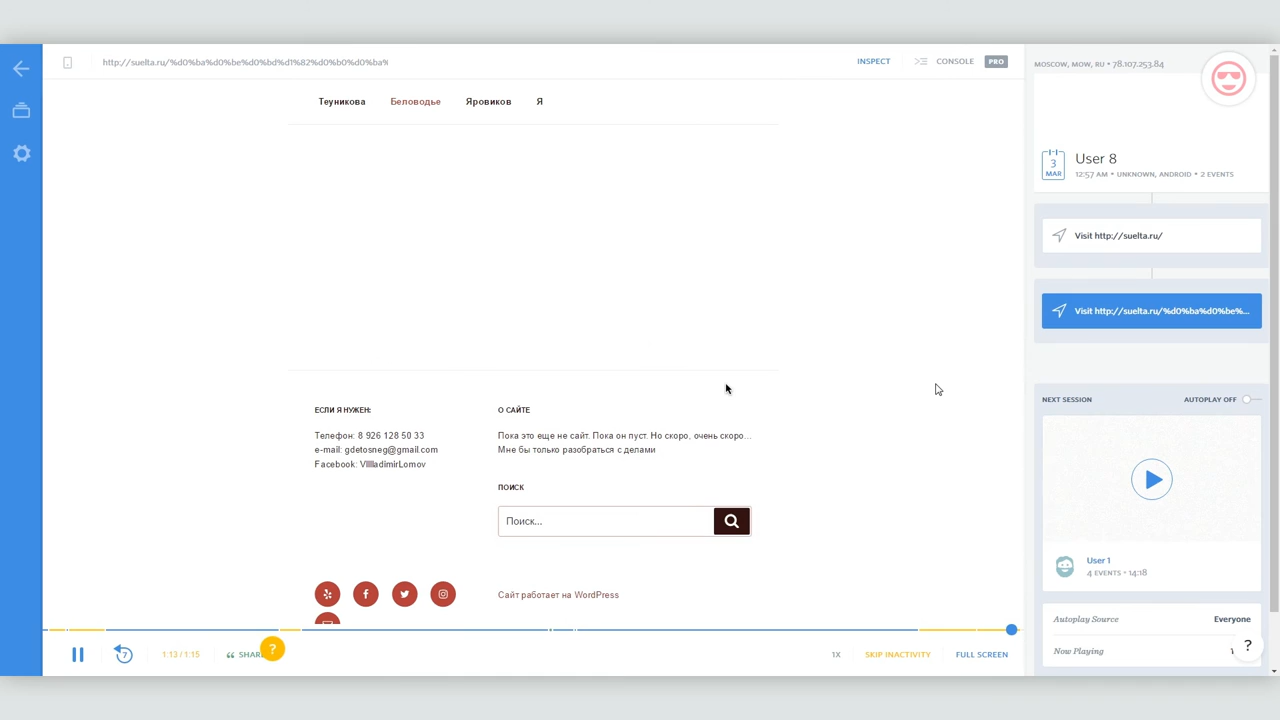 http://suelta.ru/%d0%ba%d0%be%d0%bd%d1%82%d0%b0%d0%ba%
INSPECT
CONSOLE
PRO
Теуникова
Беловодье
Яровиков
Я
ЕСЛИ Я НУЖЕН:
Телефон: 8 926 128 50 33
e-mail: gdetosneg@gmail.com
Facebook: VIIIladimirLomov
О САЙТЕ
Пока это еще не сайт. Пока он пуст. Но скоро, очень скоро...
Мне бы только разобраться с делами
ПОИСК
Поиск...
Сайт работает на WordPress
7
1:13 / 1:15
SHARE
?
1X
SKIP INACTIVITY
FULL SCREEN
MOSCOW, MOW, RU • 78.107.253.84
3
MAR
User 8
12:57 AM • UNKNOWN, ANDROID • 2 EVENTS
Visit http://suelta.ru/
Visit http://suelta.ru/%d0%ba%d0%be%...
NEXT SESSION
AUTOPLAY OFF
User 1
4 EVENTS • 14:18
Autoplay Source
Everyone
Now Playing
?